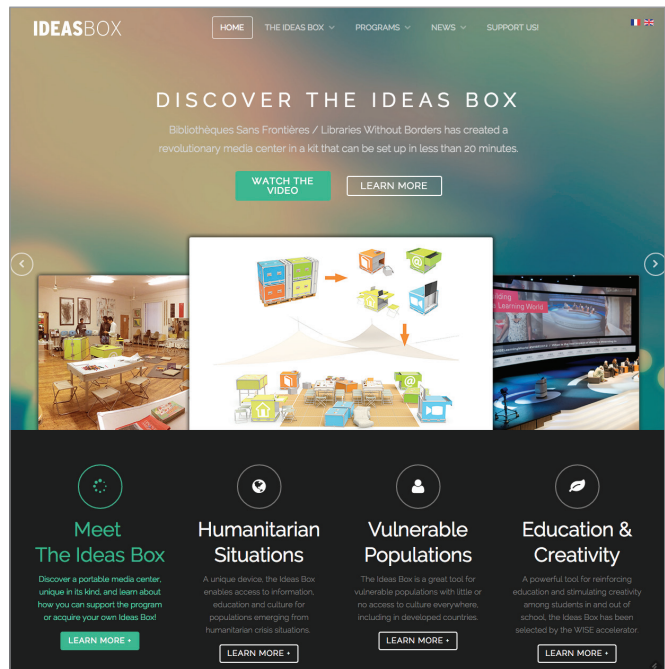 IDEASBOX
HOME THE IDEAS BOX PROGRAMS NEWS SUPPORT US!
DISCOVER THE IDEAS BOX
Bibliothèques Sans Frontières / Libraries Without Borders has created a
revolutionary media center in a kit that can be set up in less than 20 minutes.
WATCH THE
VIDEO
LEARN MORE
@
@
Learning World
Meet
The Ideas Box
Discover a portable media center,
unique in its kind, and learn about
how you can support the program
or acquire your own Ideas Box!
LEARN MORE +
Humanitarian
Situations
A unique device, the Ideas Box
enables access to information,
education and culture for
populations emerging from
humanitarian crisis situations.
LEARN MORE +
Vulnerable
Populations
The Ideas Box is a great tool for
vulnerable populations with little or
no access to culture everywhere,
including in developed countries.
LEARN MORE +
Education &
Creativity
A powerful tool for reinforcing
education and stimulating creativity
among students in and out of
school, the Ideas Box has been
selected by the WISE accelerator.
LEARN MORE +